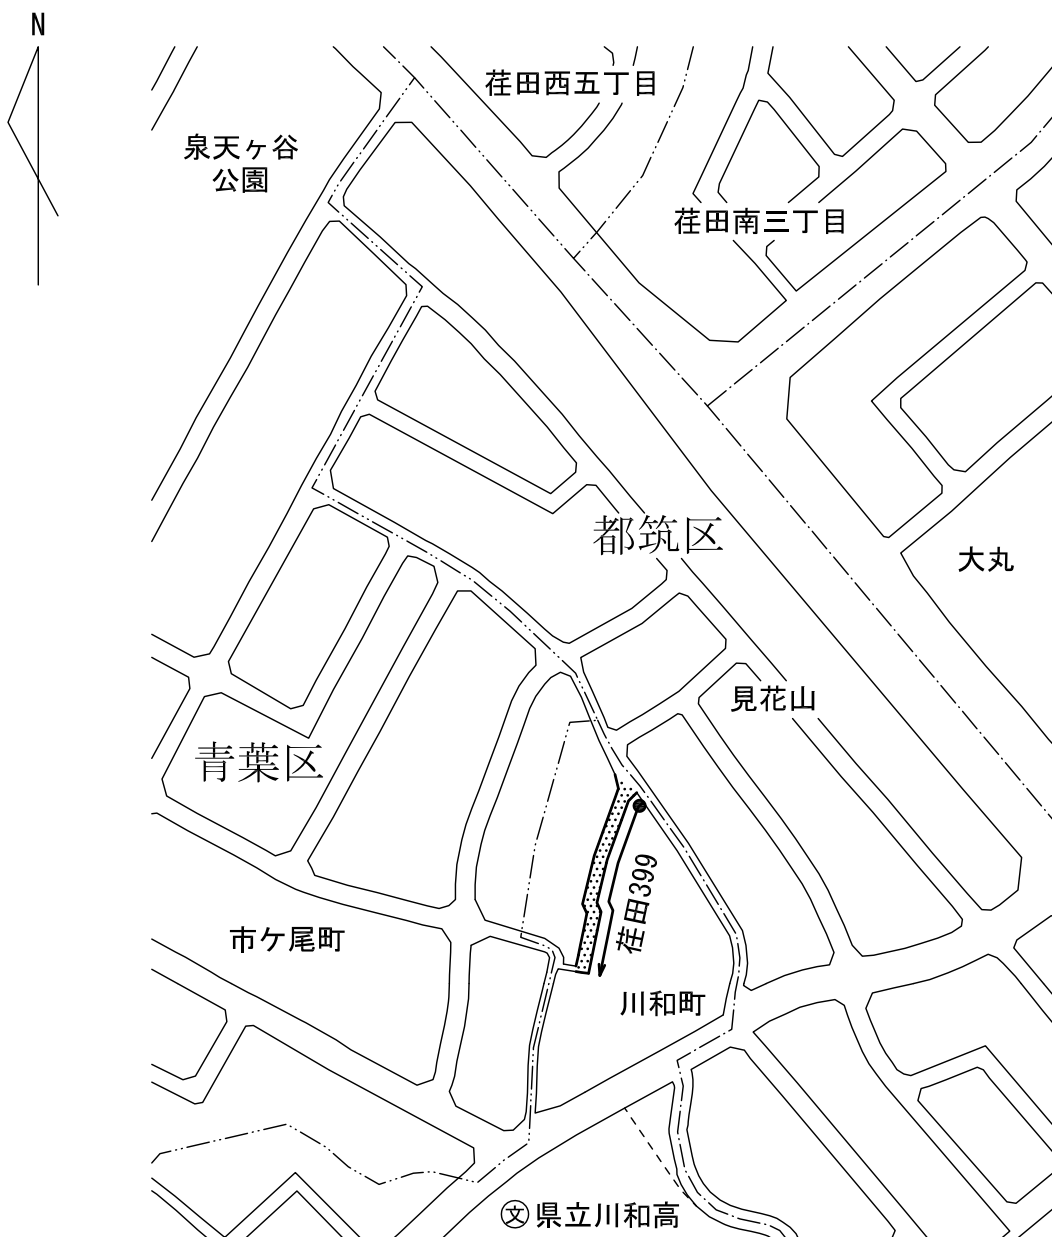 N
荏田西五丁目
泉天ヶ谷
公園
荏田南三丁目
都筑区
大丸
見花山
青葉区
荏田399
市ケ尾町
川和町
文県立川和高